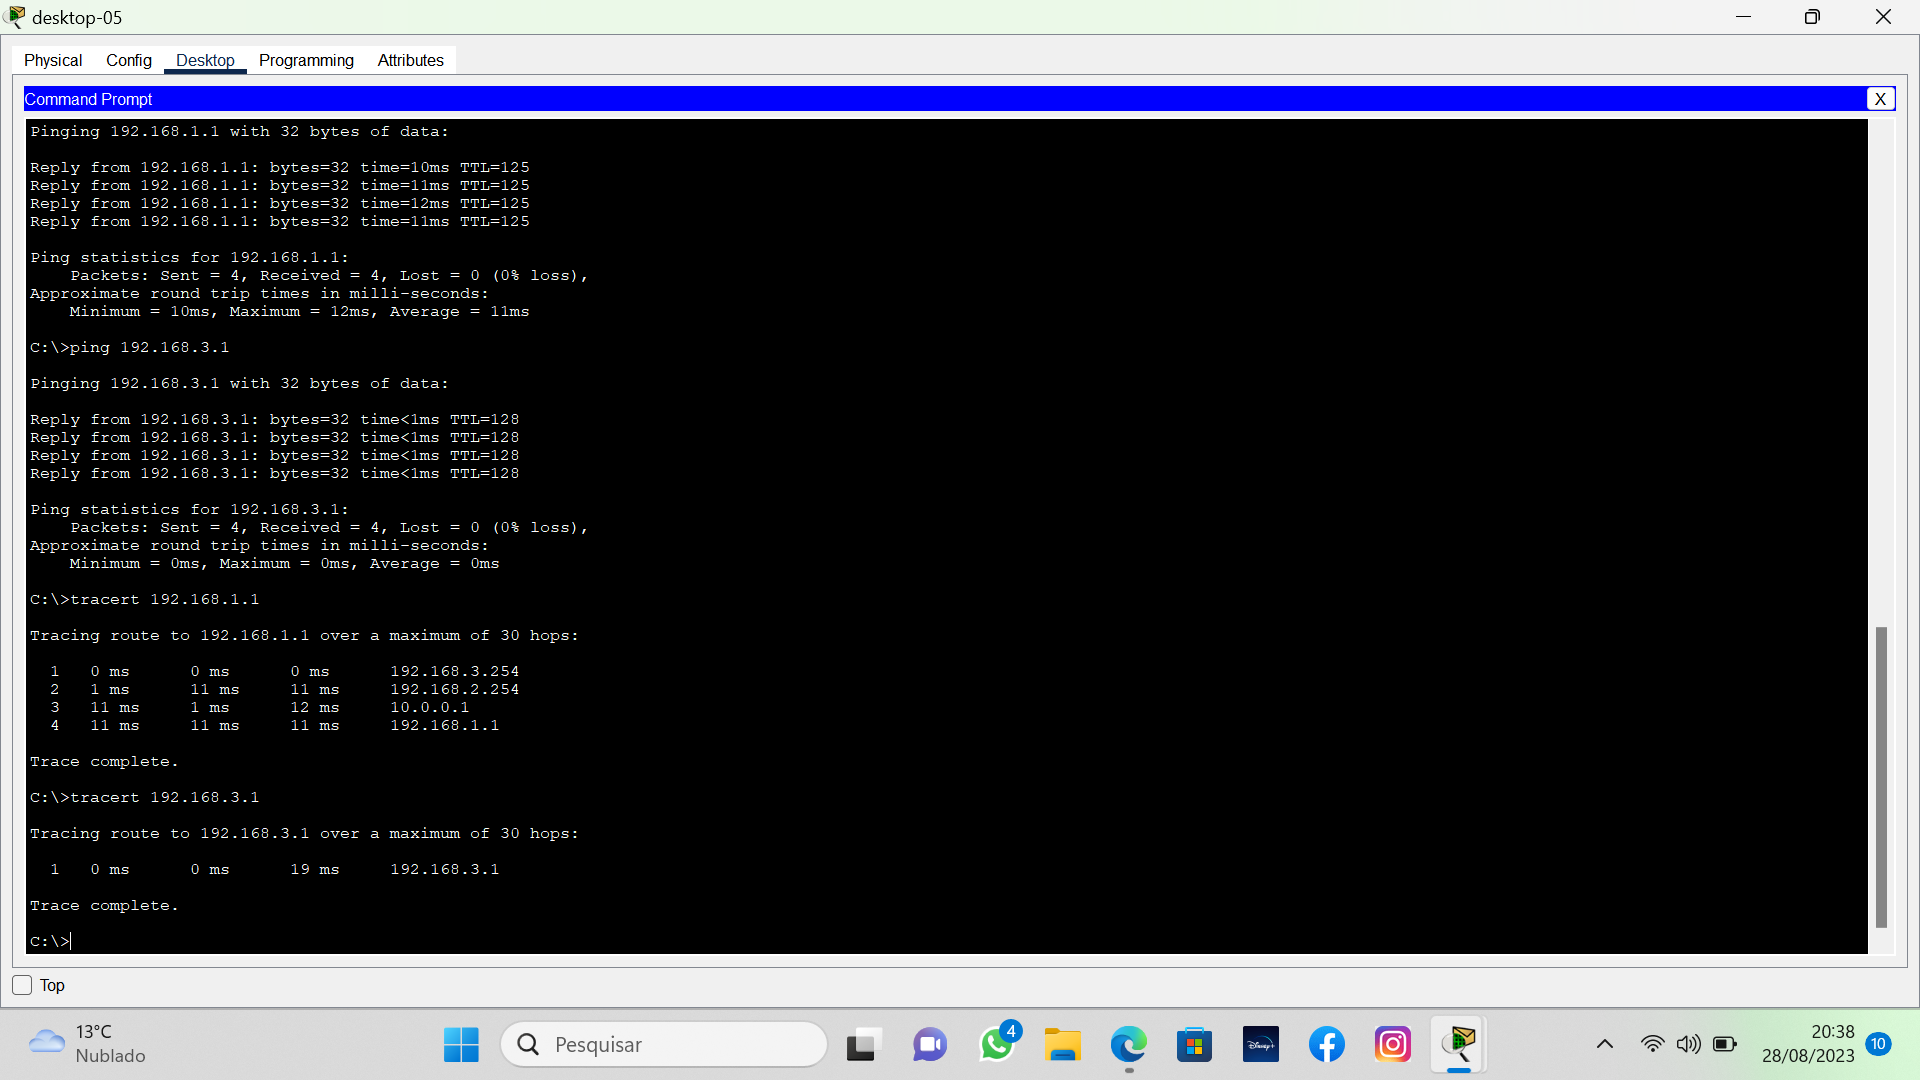 desktop-05
Physical Config Desktop Programming Attributes
Command Prompt X
Pinging 192.168.1.1 with 32 bytes of data:
Reply from 192.168.1.1: bytes=32 time=10ms TTL=125
Reply from 192.168.1.1: bytes=32 time=11ms TTL=125
Reply from 192.168.1.1: bytes=32 time=12ms TTL=125
Reply from 192.168.1.1: bytes=32 time=11ms TTL=125
Ping statistics for 192.168.1.1:
Packets: Sent = 4, Received = 4, Lost = 0 (0% loss),
Approximate round trip times in milli-seconds:
Minimum = 10ms, Maximum = 12ms, Average = 11ms
C:\>ping 192.168.3.1
Pinging 192.168.3.1 with 32 bytes of data:
Reply from 192.168.3.1: bytes=32 time<1ms TTL=128
Reply from 192.168.3.1: bytes=32 time<1ms TTL=128
Reply from 192.168.3.1: bytes=32 time<1ms TTL=128
Reply from 192.168.3.1: bytes=32 time<1ms TTL=128
Ping statistics for 192.168.3.1:
Packets: Sent = 4, Received = 4, Lost = 0 (0% loss),
Approximate round trip times in milli-seconds:
Minimum = 0ms, Maximum = 0ms, Average = 0ms
C:\>tracert 192.168.1.1
Tracing route to 192.168.1.1 over a maximum of 30 hops:
1 0 ms 0 ms 0 ms 192.168.3.254
2 1 ms 11 ms 11 ms 192.168.2.254
3 11 ms 1 ms 12 ms 10.0.0.1
4 11 ms 11 ms 11 ms 192.168.1.1
Trace complete.
C:\>tracert 192.168.3.1
Tracing route to 192.168.3.1 over a maximum of 30 hops:
1 0 ms 0 ms 19 ms 192.168.3.1
Trace complete.
C:\>
Top
13°C
Nublado
Pesquisar
4
Disney+
20:38
28/08/2023
10